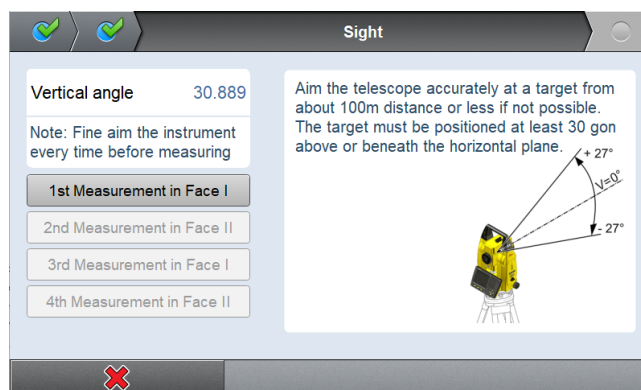 Sight
Vertical angle 30.889
Note: Fine aim the instrument
every time before measuring
1st Measurement in Face I
2nd Measurement in Face II
3rd Measurement in Face I
4th Measurement in Face II
Aim the telescope accurately at a target from
about 100m distance or less if not possible.
The target must be positioned at least 30 gon
above or beneath the horizontal plane.
+ 27°
V=0°
- 27°